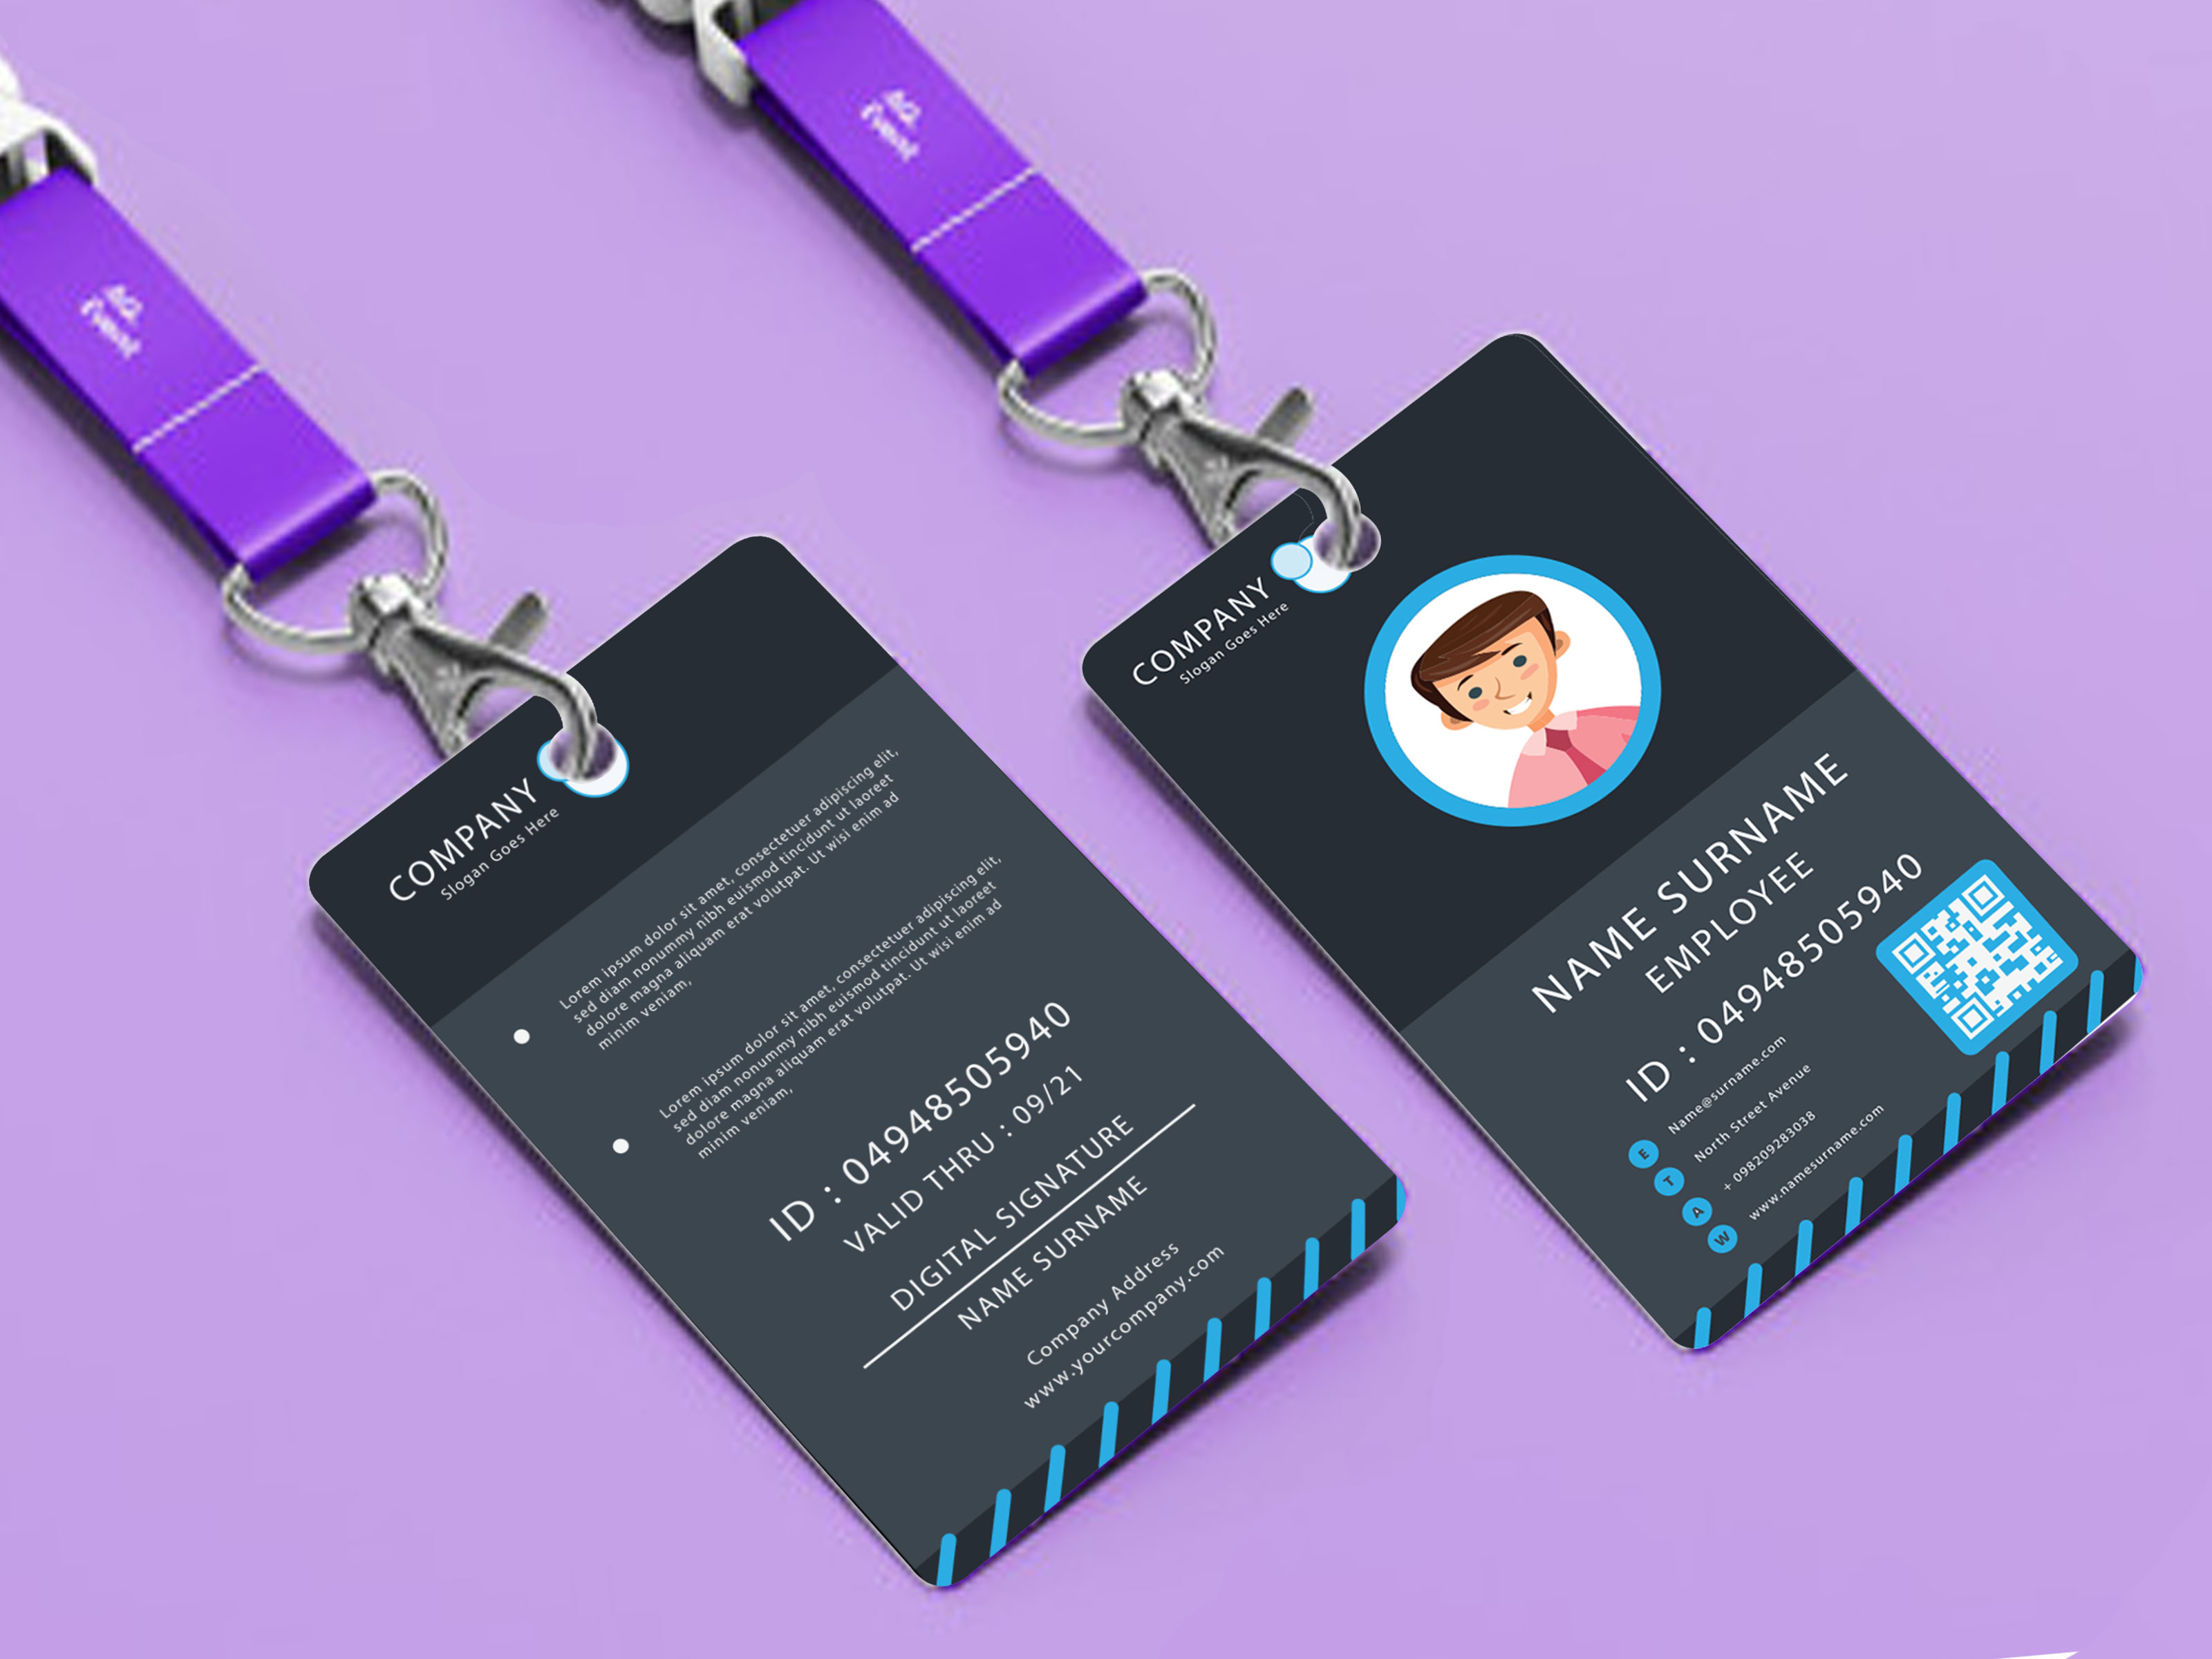 COMPANY
Slogan Goes Here
Lorem ipsum dolor sit amet, consectetuer adipiscing elit,
sed diam nonummy nibh euismod tincidunt ut laoreet
dolore magna aliquam erat volutpat. Ut wisi enim ad
minim veniam,
Lorem ipsum dolor sit amet, consectetuer adipiscing elit,
sed diam nonummy nibh euismod tincidunt ut laoreet
dolore magna aliquam erat volutpat. Ut wisi enim ad
minim veniam,
ID : 04948505940
VALID THRU : 09/21
DIGITAL SIGNATURE
NAME SURNAME
Company Address
www.yourcompany.com
COMPANY
Slogan Goes Here
NAME SURNAME
EMPLOYEE
ID : 04948505940
E Name@surname.com
T North Street Avenue
A + 098209283038
W www.namesurname.com